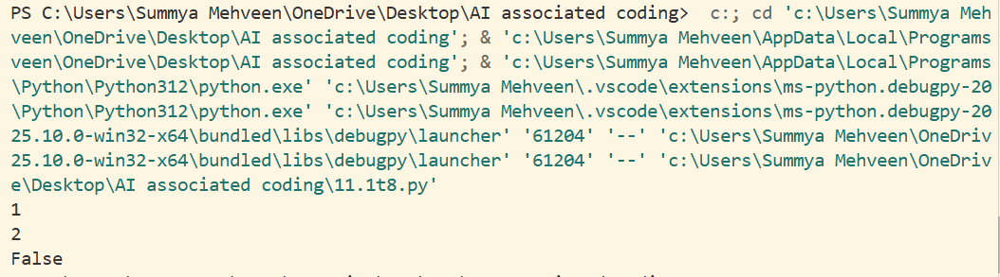 PS C:\Users\Summya Mehveen\OneDrive\Desktop\AI associated coding>  c:; cd 'c:\Users\Summya Meh
veen\OneDrive\Desktop\AI associated coding'; & 'c:\Users\Summya Mehveen\AppData\Local\Programs
veen\OneDrive\Desktop\AI associated coding'; & 'c:\Users\Summya Mehveen\AppData\Local\Programs
\Python\Python312\python.exe' 'c:\Users\Summya Mehveen\.vscode\extensions\ms-python.debugpy-20
\Python\Python312\python.exe' 'c:\Users\Summya Mehveen\.vscode\extensions\ms-python.debugpy-20
25.10.0-win32-x64\bundled\libs\debugpy\launcher' '61204' '--' 'c:\Users\Summya Mehveen\OneDriv
25.10.0-win32-x64\bundled\libs\debugpy\launcher' '61204' '--' 'c:\Users\Summya Mehveen\OneDriv
e\Desktop\AI associated coding\11.1t8.py'
1
2
False